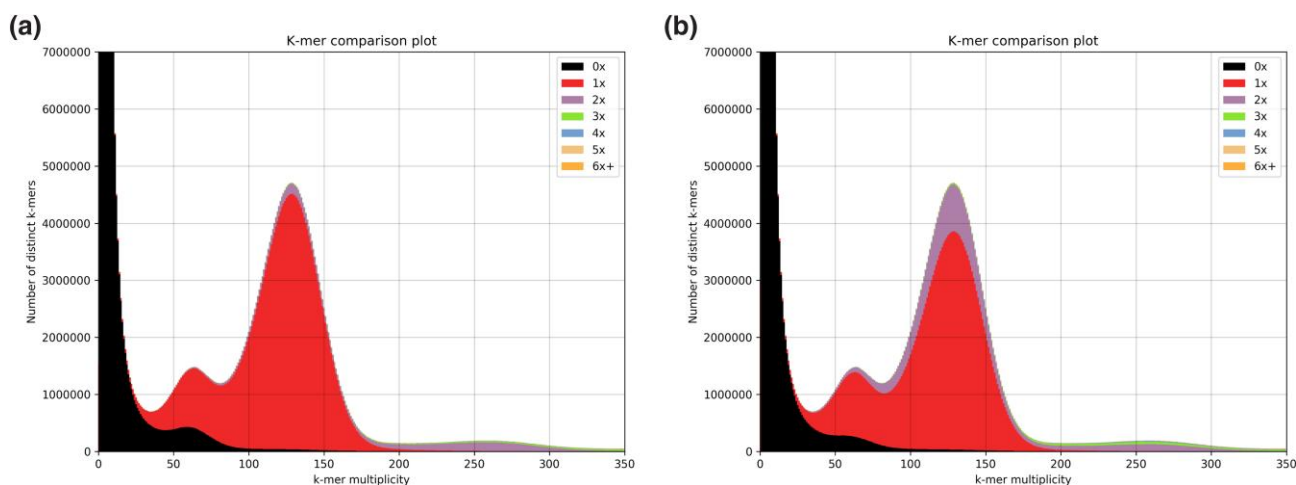 (a)
K-mer comparison plot
Number of distinct k-mers
7000000
6000000
5000000
4000000
3000000
2000000
1000000
0
0x
1x
2x
3x
4x
5x
6x+
0 50 100 150 200 250 300 350
k-mer multiplicity
(b)
K-mer comparison plot
Number of distinct k-mers
7000000
6000000
5000000
4000000
3000000
2000000
1000000
0
0x
1x
2x
3x
4x
5x
6x+
0 50 100 150 200 250 300 350
k-mer multiplicity